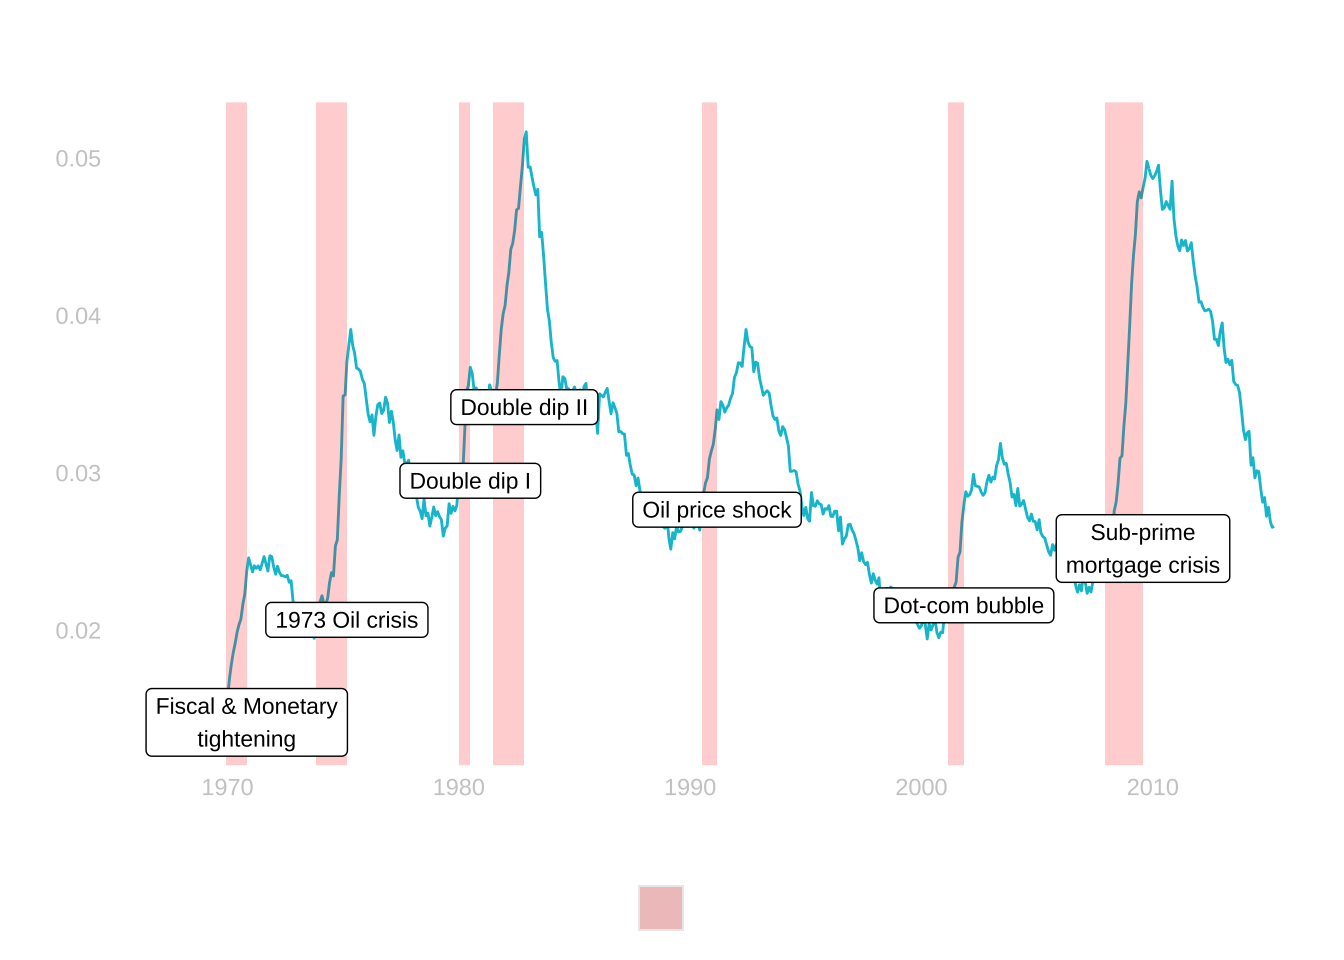 0.05
0.04
Double dip II
0.03
Double dip I
Oil price shock
Sub-prime
mortgage crisis
Dot-com bubble
1973 Oil crisis
0.02
Fiscal & Monetary
tightening
1970
1980
1990
2000
2010